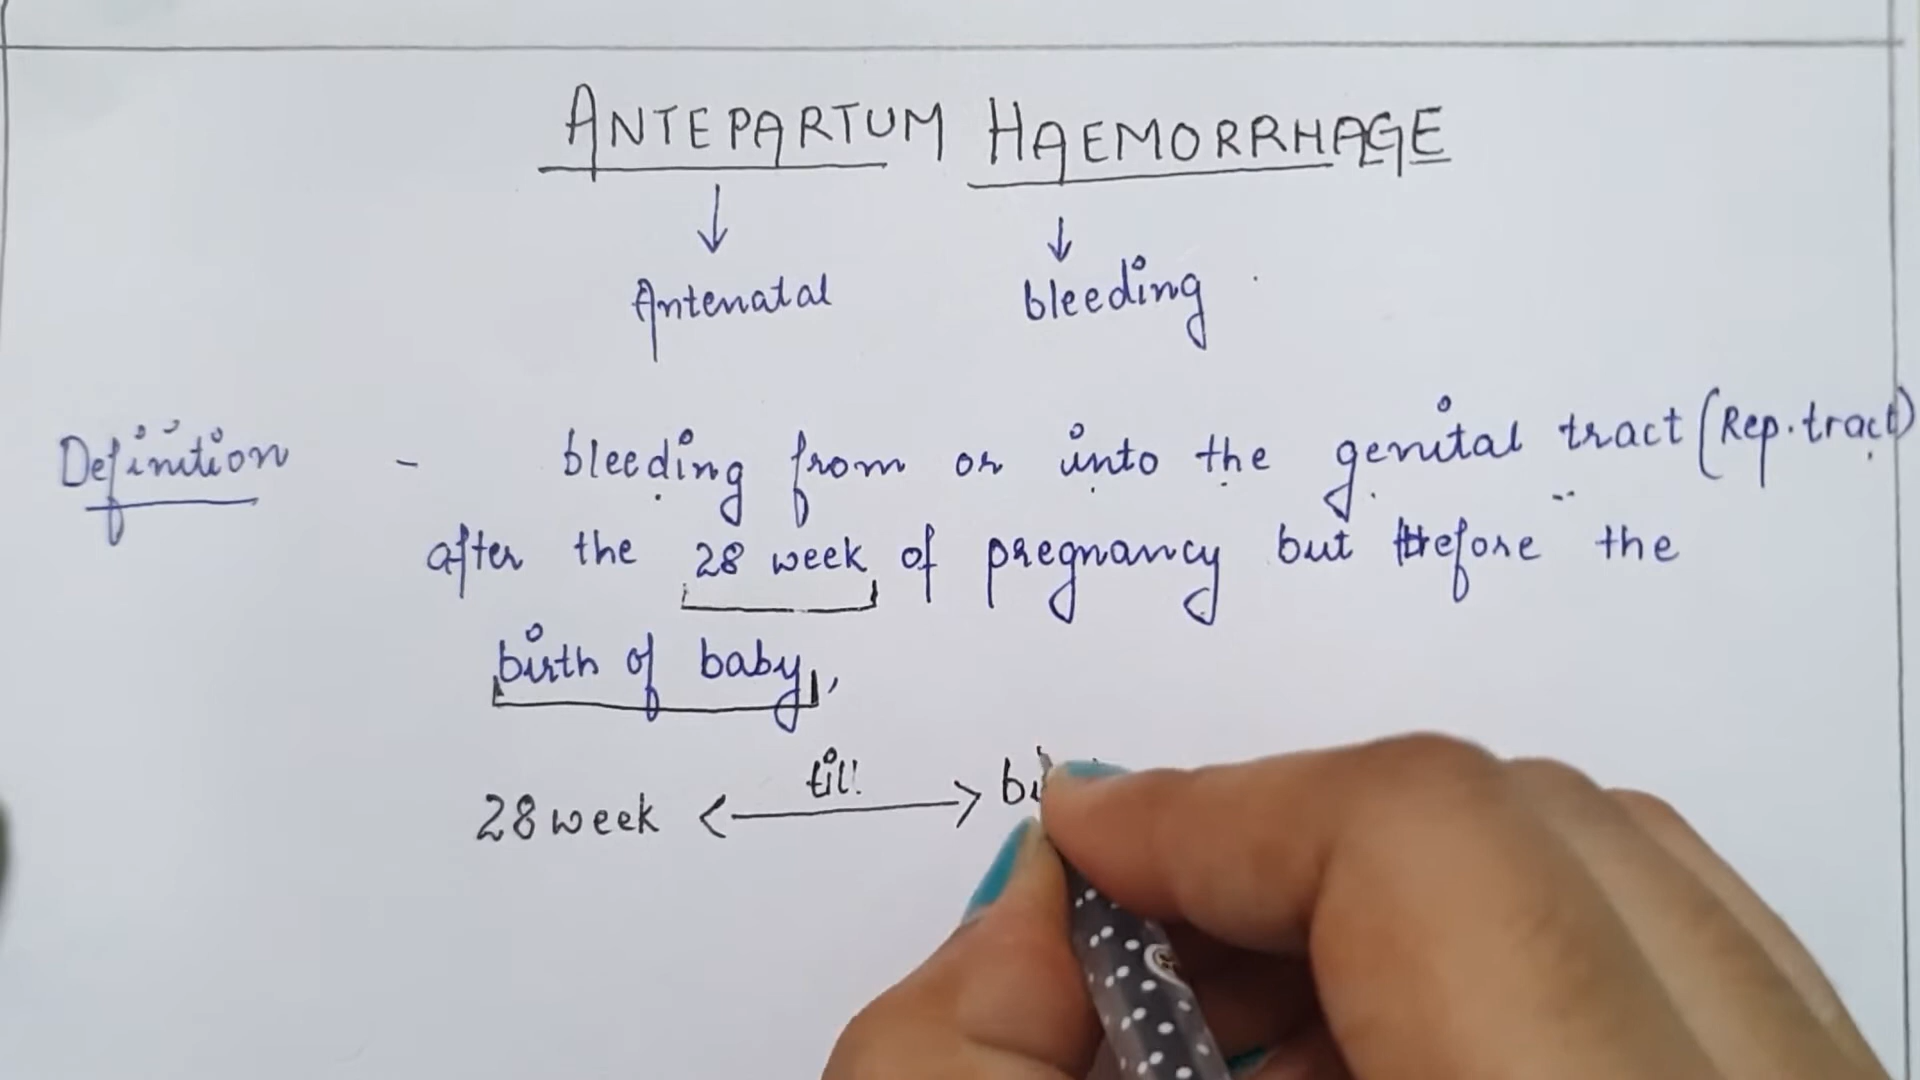 ANTEPARTUM HAEMORRHAGE
Antenatal bleeding
Definition - bleeding from or into the genital tract (Rep. tract)
after the 28 week of pregnancy but before the
birth of baby,
28 week till